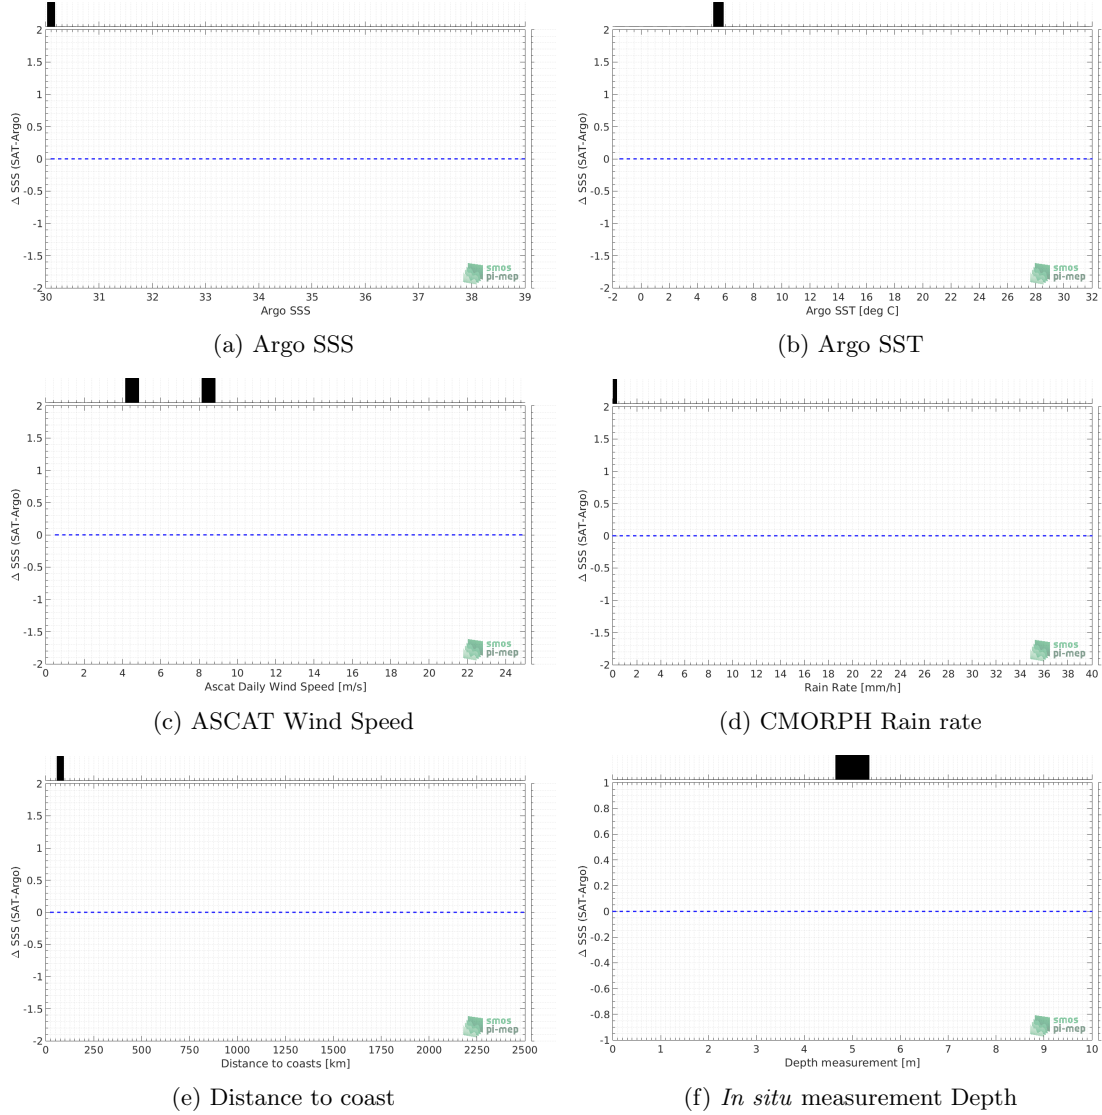 2
1.5
1
0.5
0
-0.5
-1
-1.5
-2
Δ SSS (SAT-Argo)
30 31 32 33 34 35 36 37 38 39
Argo SSS
smos
pi-mep
(a) Argo SSS
2
1.5
1
0.5
0
-0.5
-1
-1.5
-2
Δ SSS (SAT-Argo)
-2 0 2 4 6 8 10 12 14 16 18 20 22 24 26 28 30 32
Argo SST [deg C]
smos
pi-mep
(b) Argo SST
2
1.5
1
0.5
0
-0.5
-1
-1.5
-2
Δ SSS (SAT-Argo)
0 2 4 6 8 10 12 14 16 18 20 22 24
Ascat Daily Wind Speed [m/s]
smos
pi-mep
(c) ASCAT Wind Speed
2
1.5
1
0.5
0
-0.5
-1
-1.5
-2
Δ SSS (SAT-Argo)
0 2 4 6 8 10 12 14 16 18 20 22 24 26 28 30 32 34 36 38 40
Rain Rate [mm/h]
smos
pi-mep
(d) CMORPH Rain rate
2
1.5
1
0.5
0
-0.5
-1
-1.5
-2
Δ SSS (SAT-Argo)
0 250 500 750 1000 1250 1500 1750 2000 2250 2500
Distance to coasts [km]
smos
pi-mep
(e) Distance to coast
1
0.8
0.6
0.4
0.2
0
-0.2
-0.4
-0.6
-0.8
-1
Δ SSS (SAT-Argo)
0 1 2 3 4 5 6 7 8 9 10
Depth measurement [m]
smos
pi-mep
(f) In situ measurement Depth